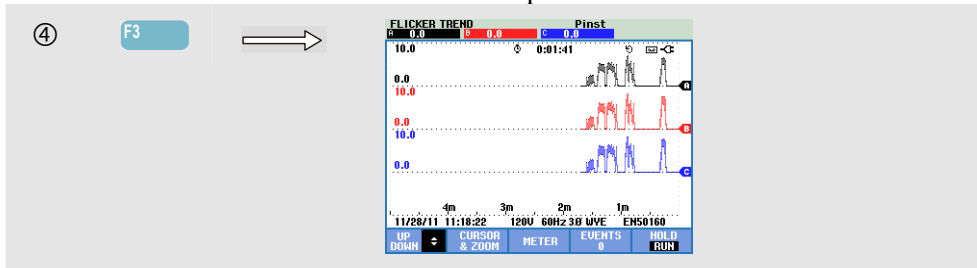 ④ F3
FLICKER TREND Pinst
A 0.0 B 0.0 C 0.0
10.0 0:01:41
0.0 A
10.0
0.0 B
10.0
0.0 C
4m 3m 2m 1m
11/28/11 11:18:22 120V 60Hz 3Ø WYE EN50160
UP CURSOR METER EVENTS HOLD
DOWN & ZOOM 0 RUN